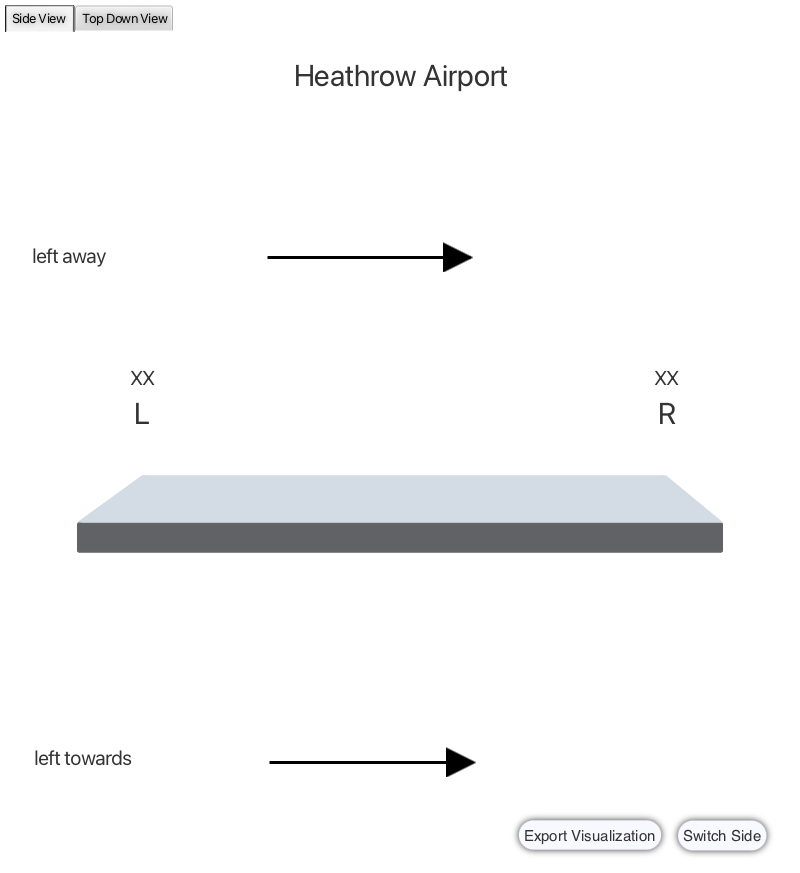 Side View
Top Down View
Heathrow Airport
left away
XX
XX
L
R
left towards
Export Visualization
Switch Side